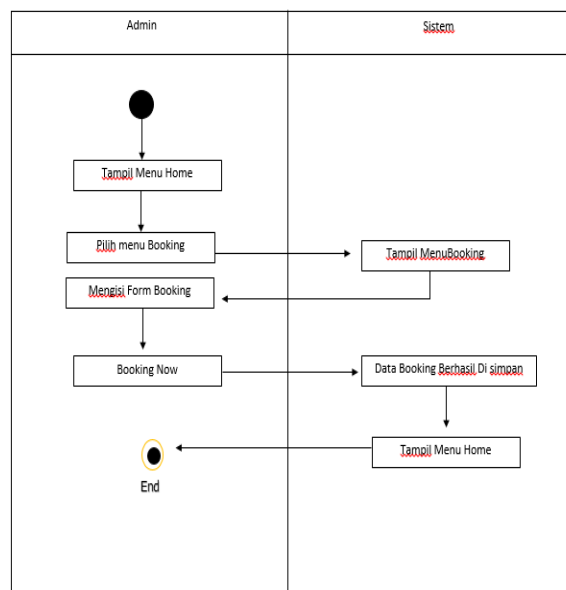 Admin
Sistem
Tampil Menu Home
Pilih menu Booking
Tampil MenuBooking
Mengisi Form Booking
Booking Now
Data Booking Berhasil Di simpan
Tampil Menu Home
End